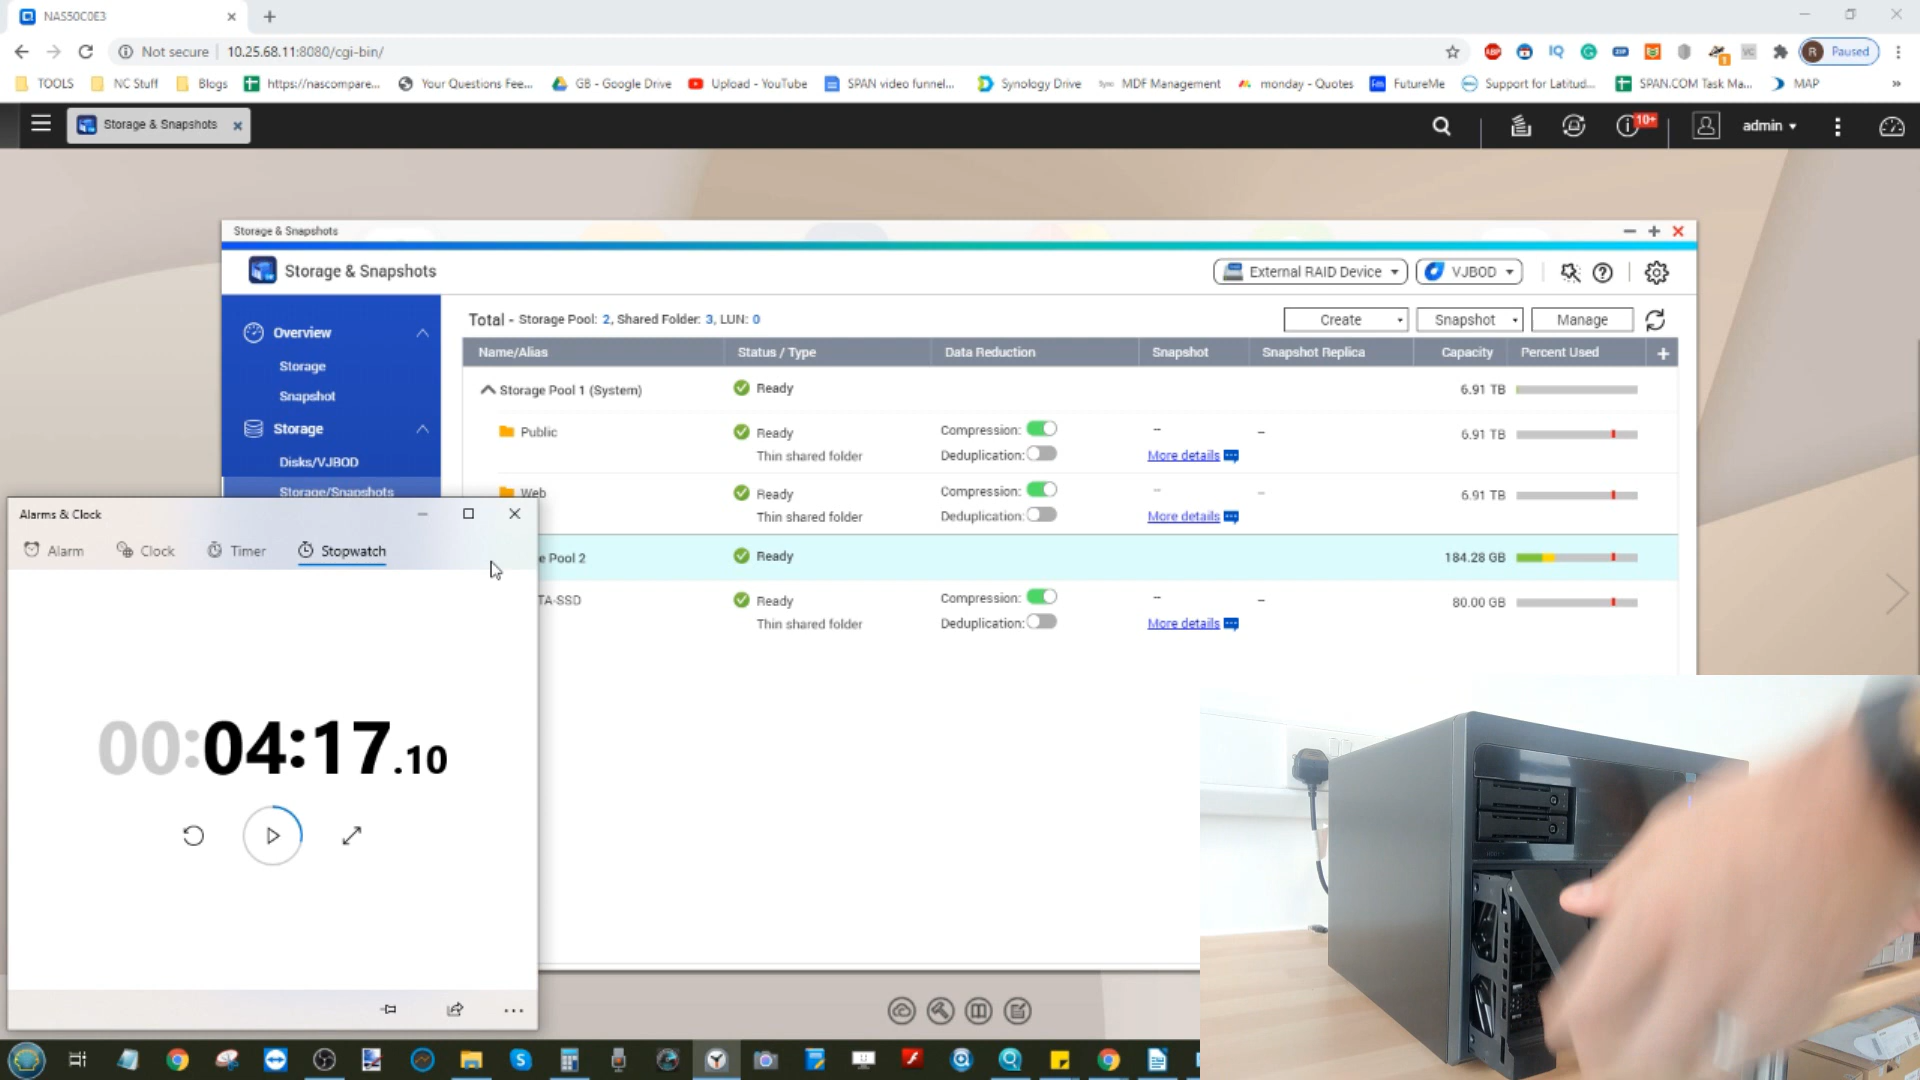 NAS50C0E3
Not secure 10.25.68.11:8080/cgi-bin/
ABP IQ ZIP VC R Paused
TOOLS NC Stuff Blogs https://nascompare... Your Questions Fee... GB - Google Drive Upload - YouTube SPAN video funnel... Synology Drive MDF Management monday - Quotes FutureMe Support for Latitud... SPAN.COM Task Ma... MAP
Storage & Snapshots 10+ admin
Storage & Snapshots
Storage & Snapshots External RAID Device VJBOD
Total - Storage Pool: 2, Shared Folder: 3, LUN: 0 Create Snapshot Manage
Overview
Storage
Snapshot
Storage
Disks/VJBOD
Storage/Snapshots
Name/Alias Status / Type Data Reduction Snapshot Snapshot Replica Capacity Percent Used +
Storage Pool 1 (System) Ready 6.91 TB
Public Ready Compression: -- -- 6.91 TB
Thin shared folder Deduplication: More details
Web Ready Compression: -- -- 6.91 TB
Thin shared folder Deduplication: More details
e Pool 2 Ready 184.28 GB
TA-SSD Ready Compression: -- -- 80.00 GB
Thin shared folder Deduplication: More details
Alarms & Clock
Alarm Clock Timer Stopwatch
00:04:17.10